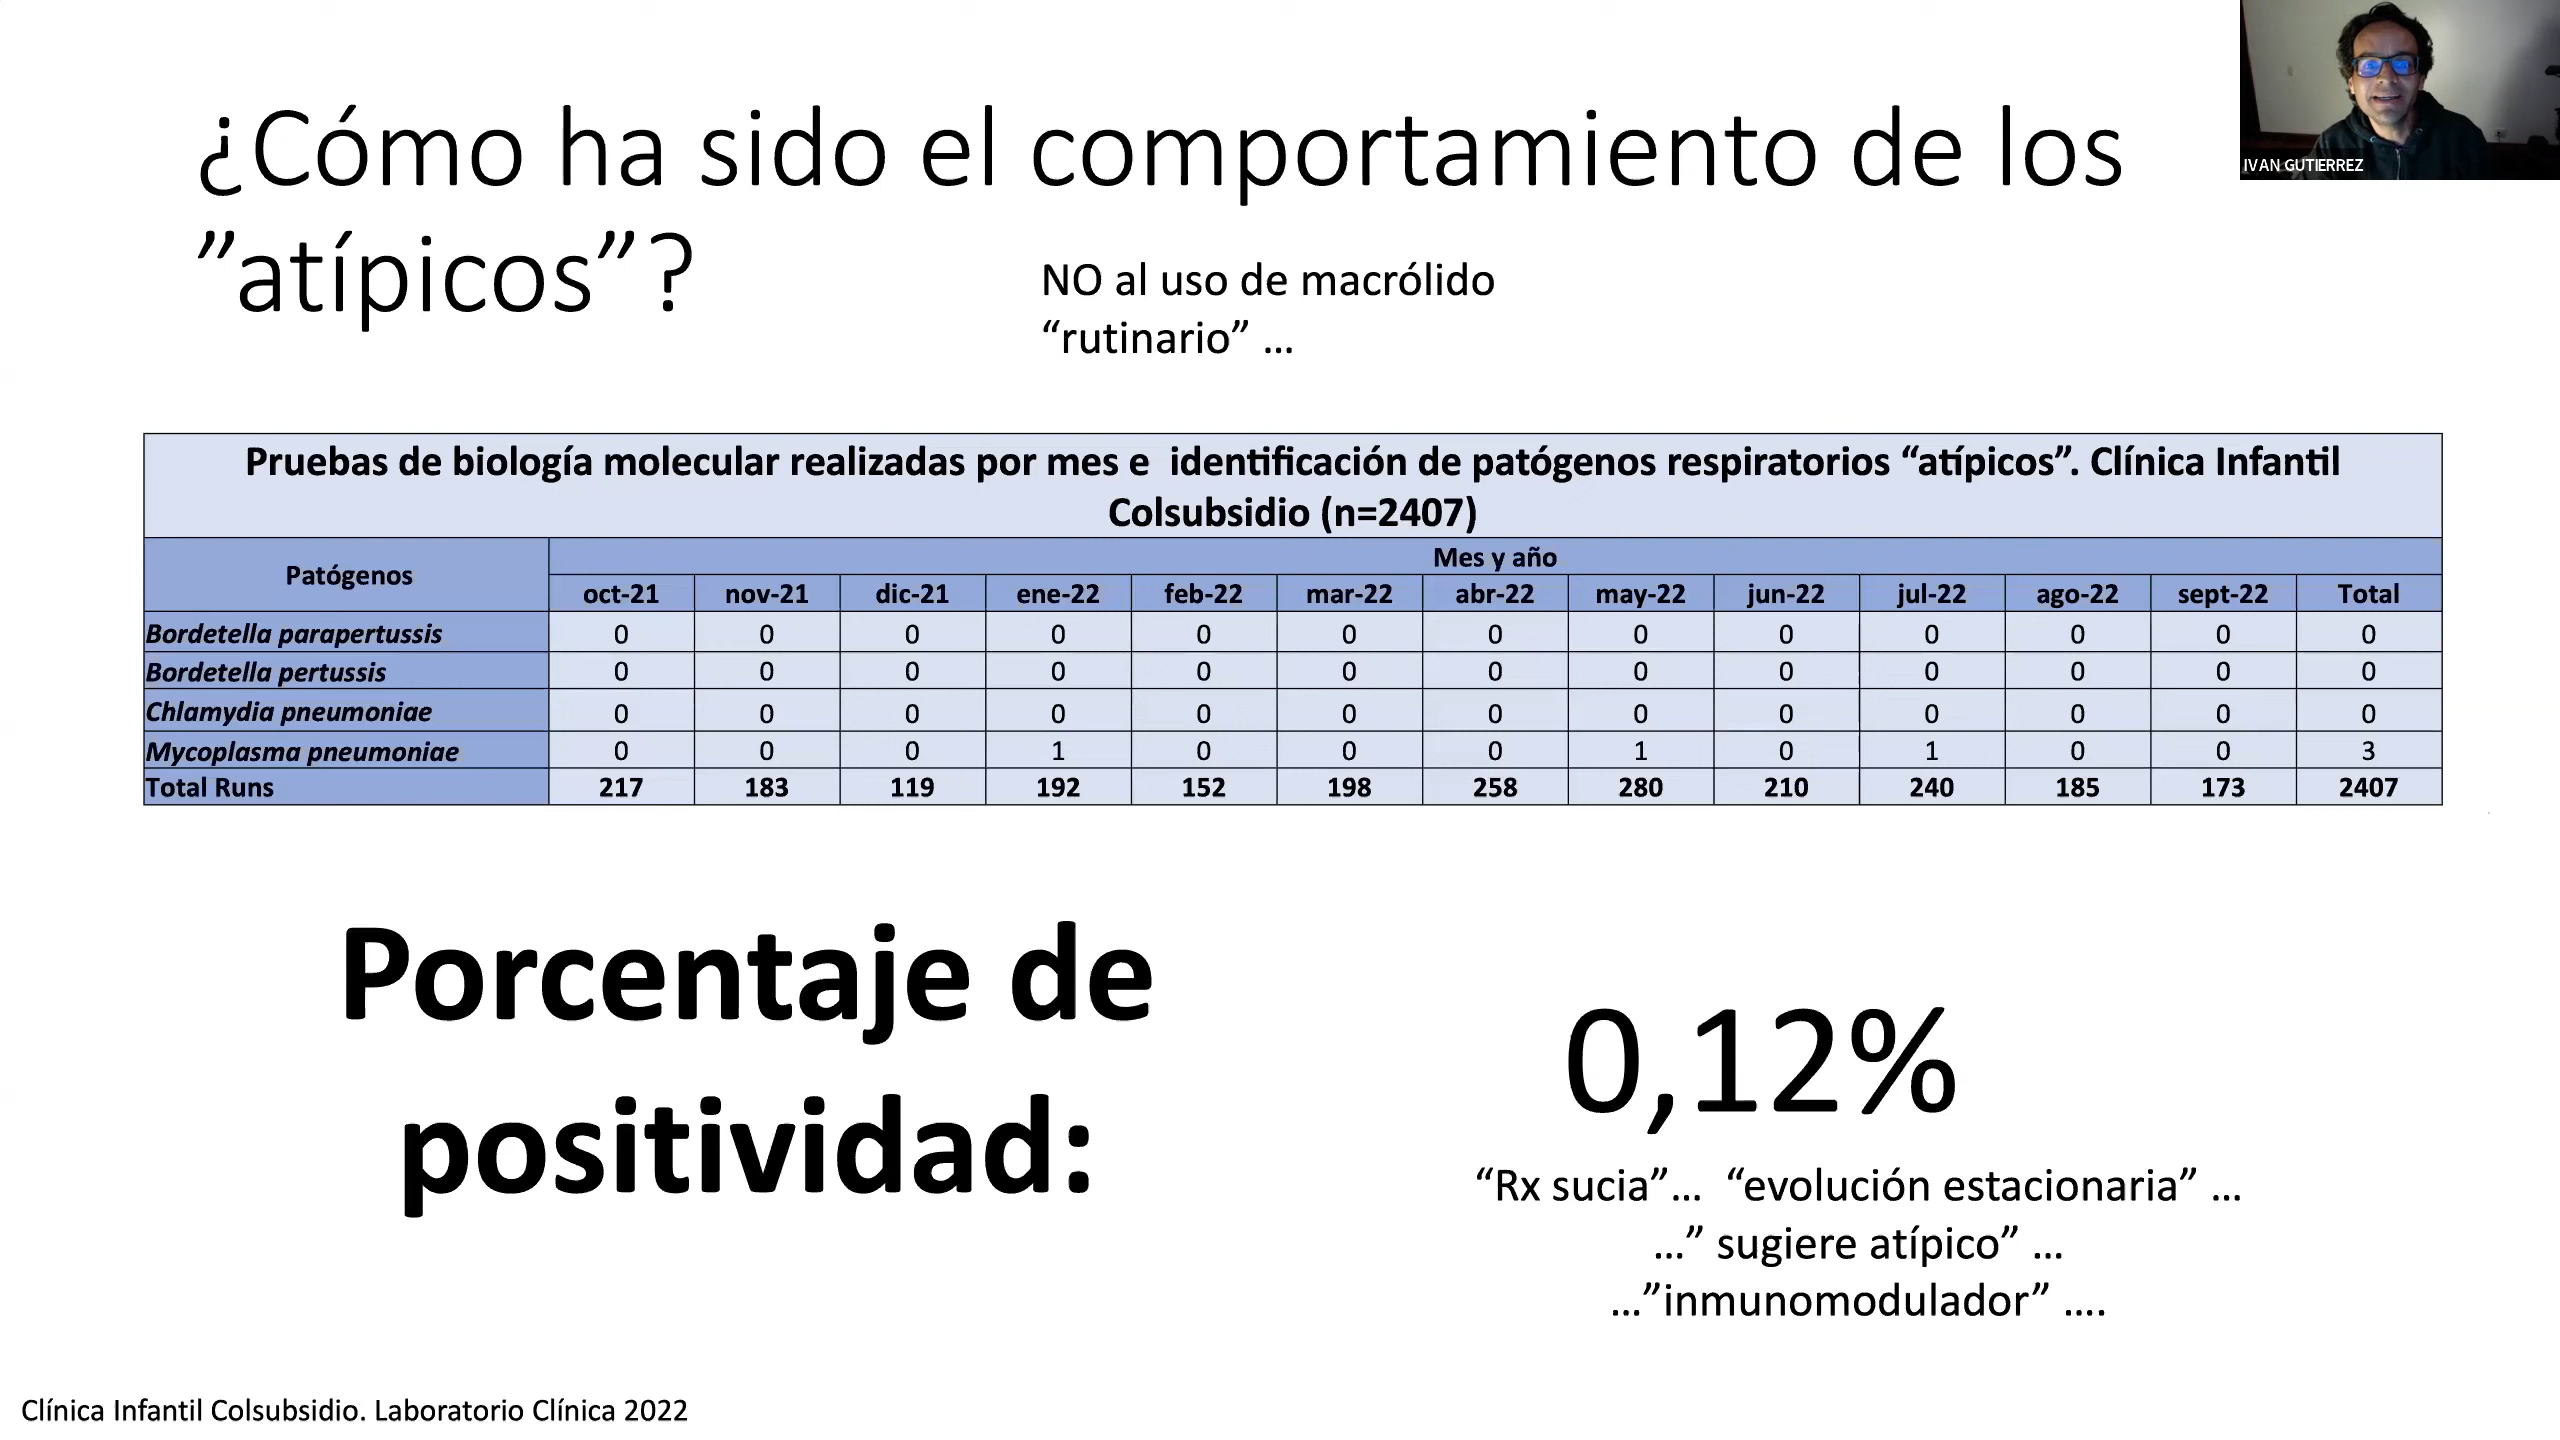 ¿Cómo ha sido el comportamiento de los
”atípicos”?
NO al uso de macrólido
“rutinario” ...
IVAN GUTIERREZ
Pruebas de biología molecular realizadas por mes e identificación de patógenos respiratorios “atípicos”. Clínica Infantil
Colsubsidio (n=2407)
Patógenos
Mes y año
oct-21 nov-21 dic-21 ene-22 feb-22 mar-22 abr-22 may-22 jun-22 jul-22 ago-22 sept-22 Total
Bordetella parapertussis 0 0 0 0 0 0 0 0 0 0 0 0 0
Bordetella pertussis 0 0 0 0 0 0 0 0 0 0 0 0 0
Chlamydia pneumoniae 0 0 0 0 0 0 0 0 0 0 0 0 0
Mycoplasma pneumoniae 0 0 0 1 0 0 0 1 0 1 0 0 3
Total Runs 217 183 119 192 152 198 258 280 210 240 185 173 2407
Porcentaje de
positividad:
0,12%
“Rx sucia”... “evolución estacionaria” ...
...” sugiere atípico” ...
...”inmunomodulador” ....
Clínica Infantil Colsubsidio. Laboratorio Clínica 2022